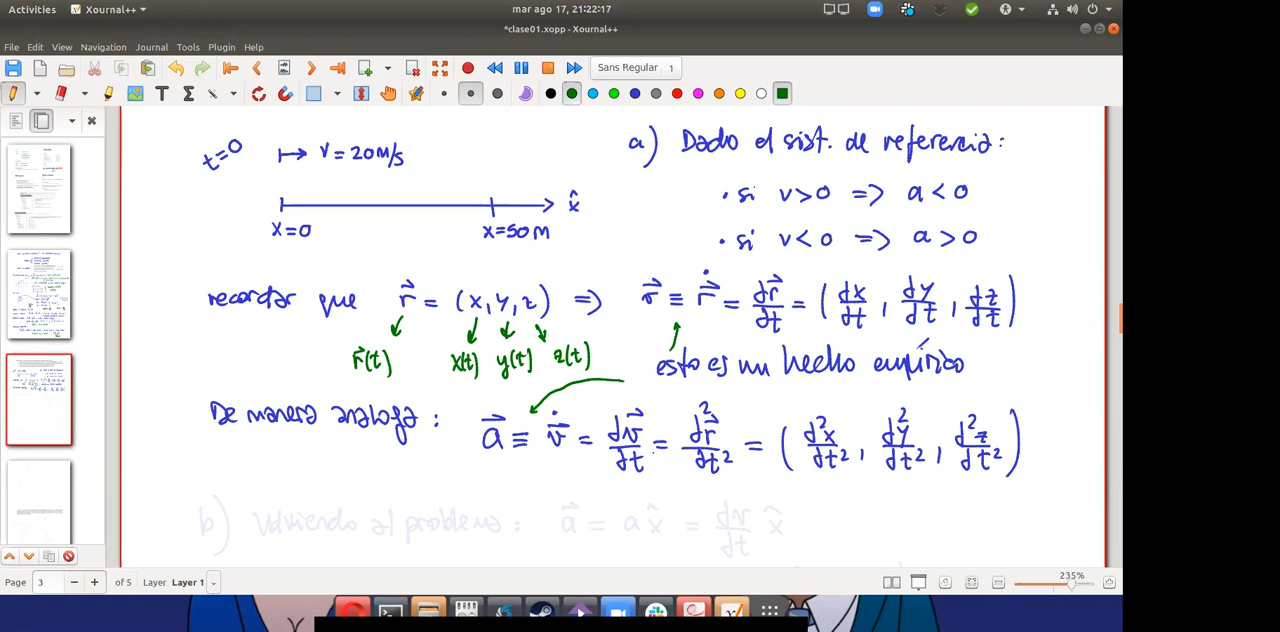 Activities Xournal++ mar ago 17, 21:22:17
*clase01.xopp - Xournal++
File Edit View Navigation Journal Tools Plugin Help
Sans Regular 1
t=0 v = 20 m/s
x=0 x=50 m x̂
a) Dado el sist. de referencia:
· si v>0 => a<0
· si v<0 => a>0
recordar que r⃗ = (x, y, z) => v⃗ ≡ r⃗̇ = dr⃗/dt = (dx/dt, dy/dt, dz/dt)
r⃗(t) x(t) y(t) z(t) esto es un hecho empírico
De manera análoga: a⃗ ≡ v⃗̇ = dv⃗/dt = d²r⃗/dt² = (d²x/dt², d²y/dt², d²z/dt²)
b) Volviendo al problema: a⃗ = a x̂ = dv/dt x̂
Page 3 of 5 Layer Layer 1 235%